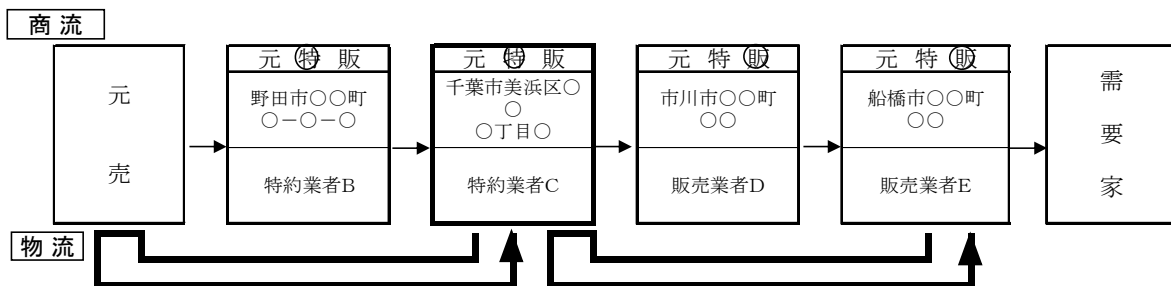 商流
元売
元特販
野田市○○町
○－○－○
特約業者B
元特販
千葉市美浜区○
○
○丁目○
特約業者C
元特販
市川市○○町
○○
販売業者D
元特販
船橋市○○町
○○
販売業者E
需要家
物流